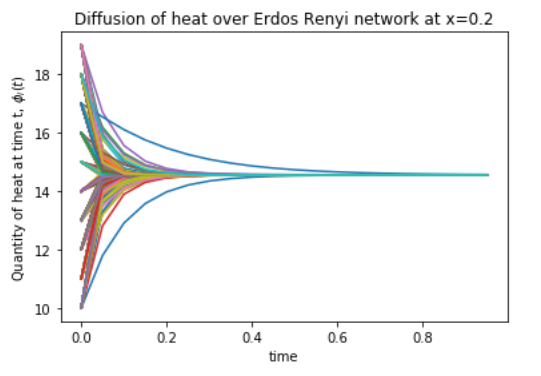 Diffusion of heat over Erdos Renyi network at x=0.2
Quantity of heat at time t, ϕᵢ(t)
18
16
14
12
10
0.0 0.2 0.4 0.6 0.8
time